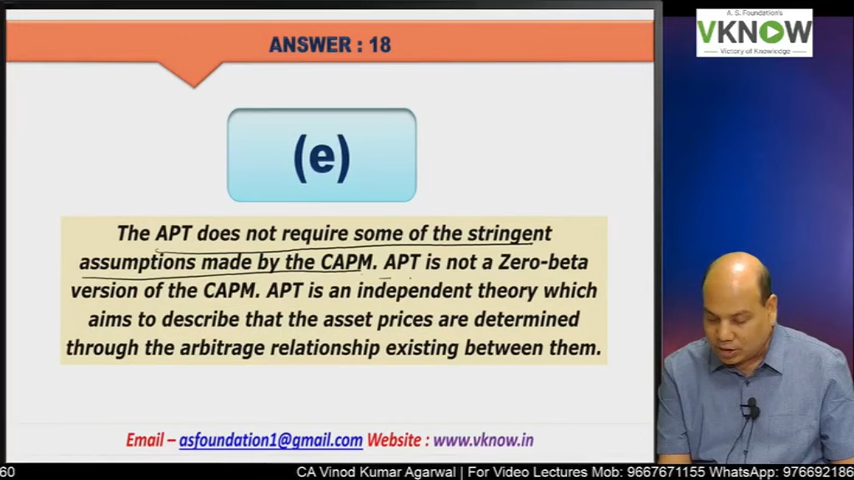 ANSWER : 18
A. S. Foundation's
VKNOW
Victory of Knowledge
(e)
The APT does not require some of the stringent
assumptions made by the CAPM. APT is not a Zero-beta
version of the CAPM. APT is an independent theory which
aims to describe that the asset prices are determined
through the arbitrage relationship existing between them.
Email – asfoundation1@gmail.com Website : www.vknow.in
60 CA Vinod Kumar Agarwal | For Video Lectures Mob: 9667671155 WhatsApp: 976692186